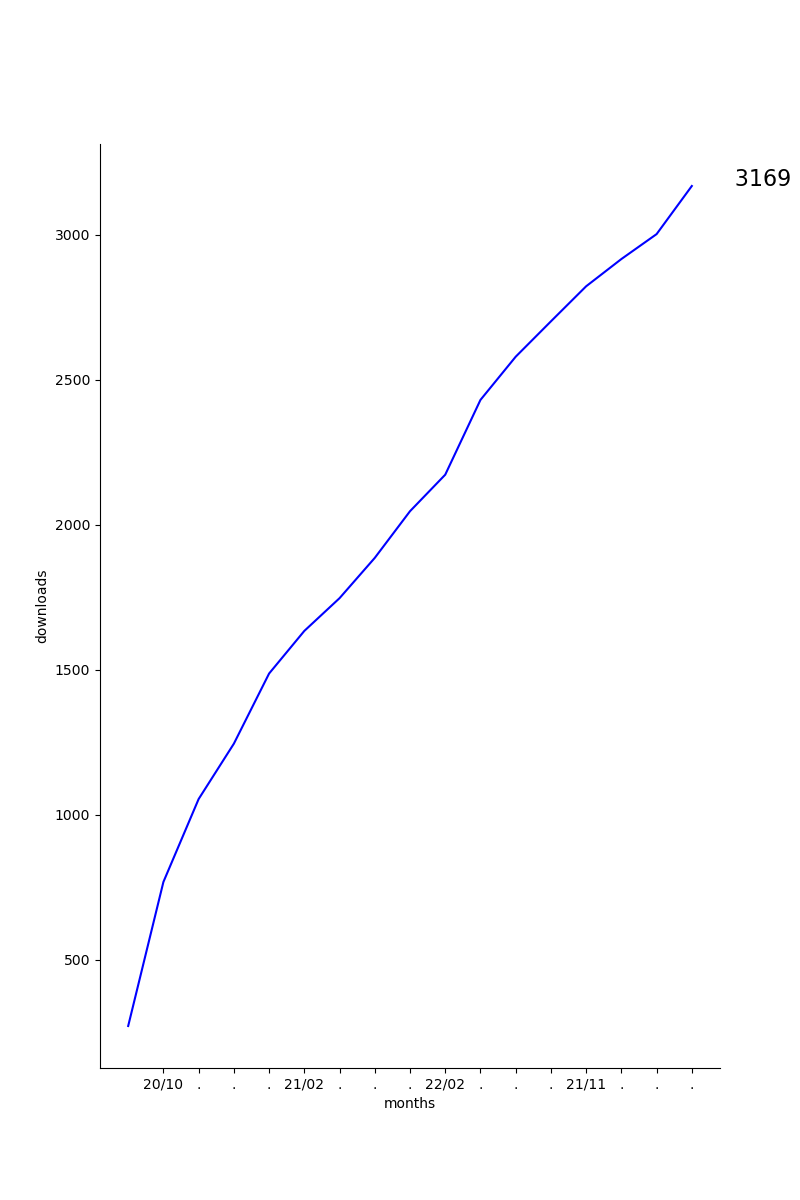 3169
3000
2500
2000
1500
1000
500
downloads
20/10 . . . 21/02 . . . 22/02 . . . 21/11 . . .
months